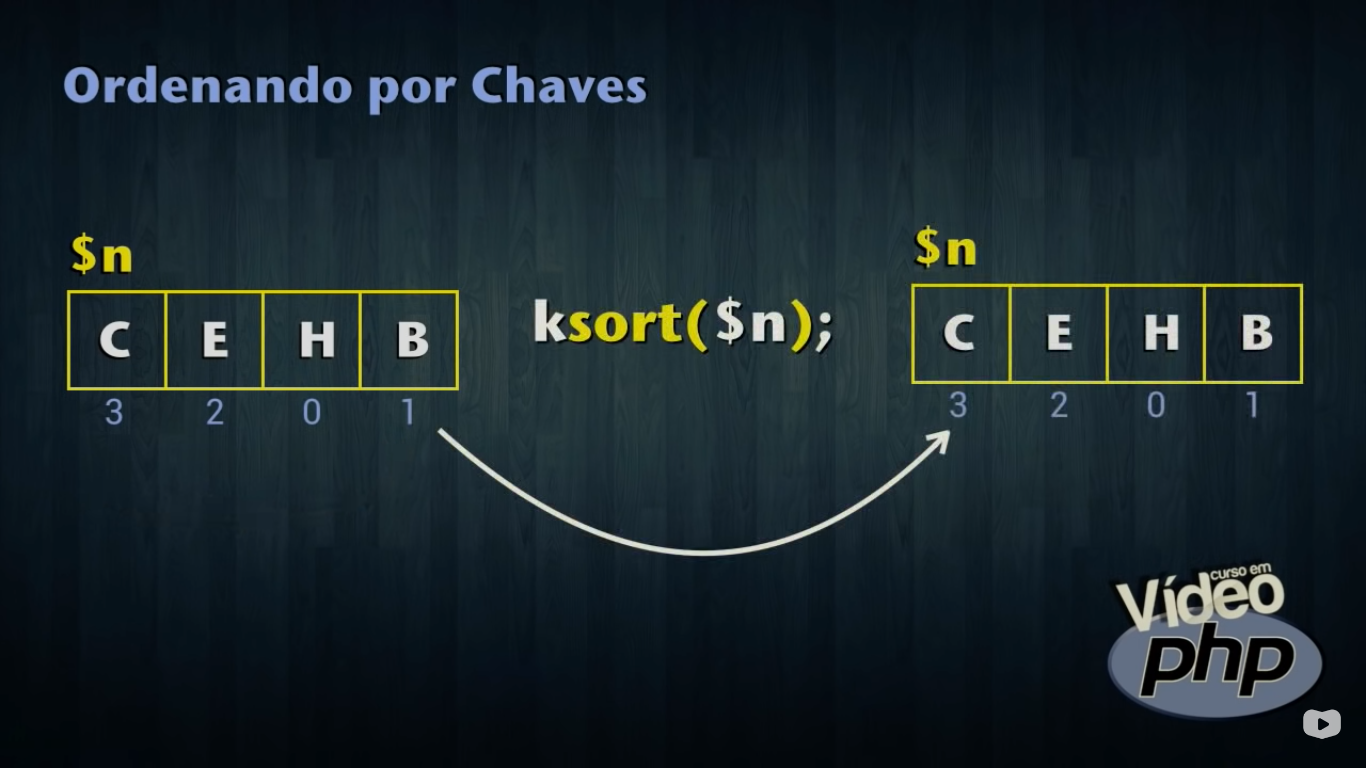 Ordenando por Chaves
$n
C E H B
3 2 0 1
ksort($n);
$n
C E H B
3 2 0 1
curso em
Vídeo
php